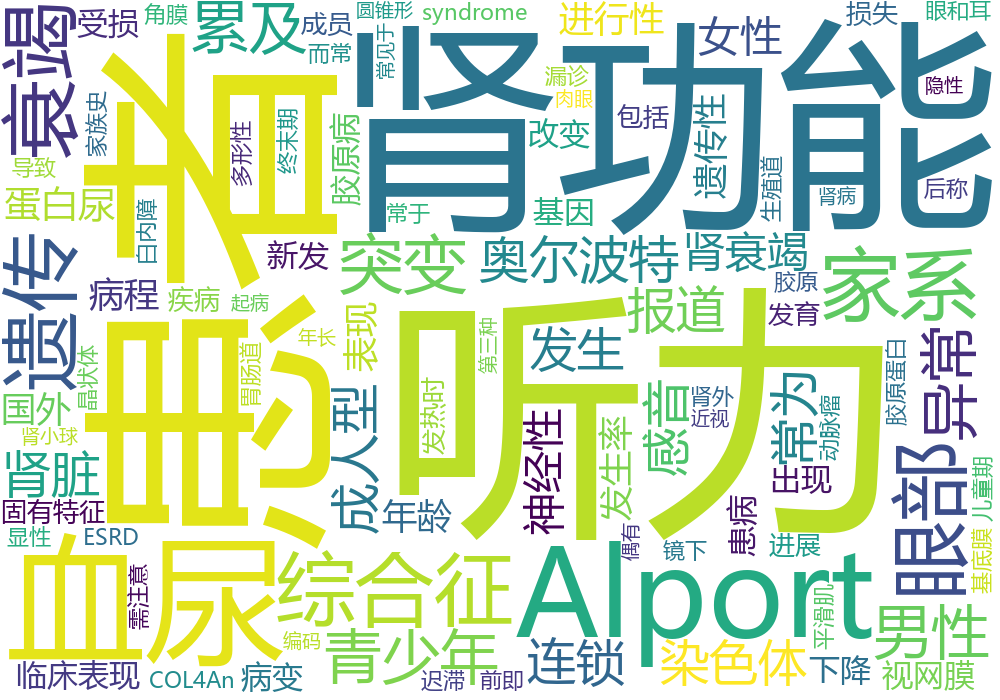 角膜
圆锥形
syndrome
进行性
损失
眼和耳
受损
累及
成员
女性
而常
常见于
漏诊
肉眼
隐性
衰竭
患者
肾功能
家族史
多形性
终末期
胶原病
改变
包括
遗传性
生殖道
肾病
后称
导致
蛋白尿
白内障
常于
基因
遗传
新发
突变
奥尔波特
肾衰竭
家系
病程
疾病
起病
胶原
发育
报道
年长
表现
听力
第三种
发生
异常
晶状体
胃肠道
国外
成人型
发热时
感音
肾外
近视
常为
动脉瘤
胶原蛋白
肾小球
肾脏
神经性
发生率
眼部
儿童期
固有特征
年龄
出现
患病
显性
ESRD
血尿
综合征
Alport
偶有
镜下
进展
基底膜
需注意
编码
青少年
连锁
染色体
平滑肌
男性
临床表现
COL4An
病变
迟滞
前即
下降
视网膜